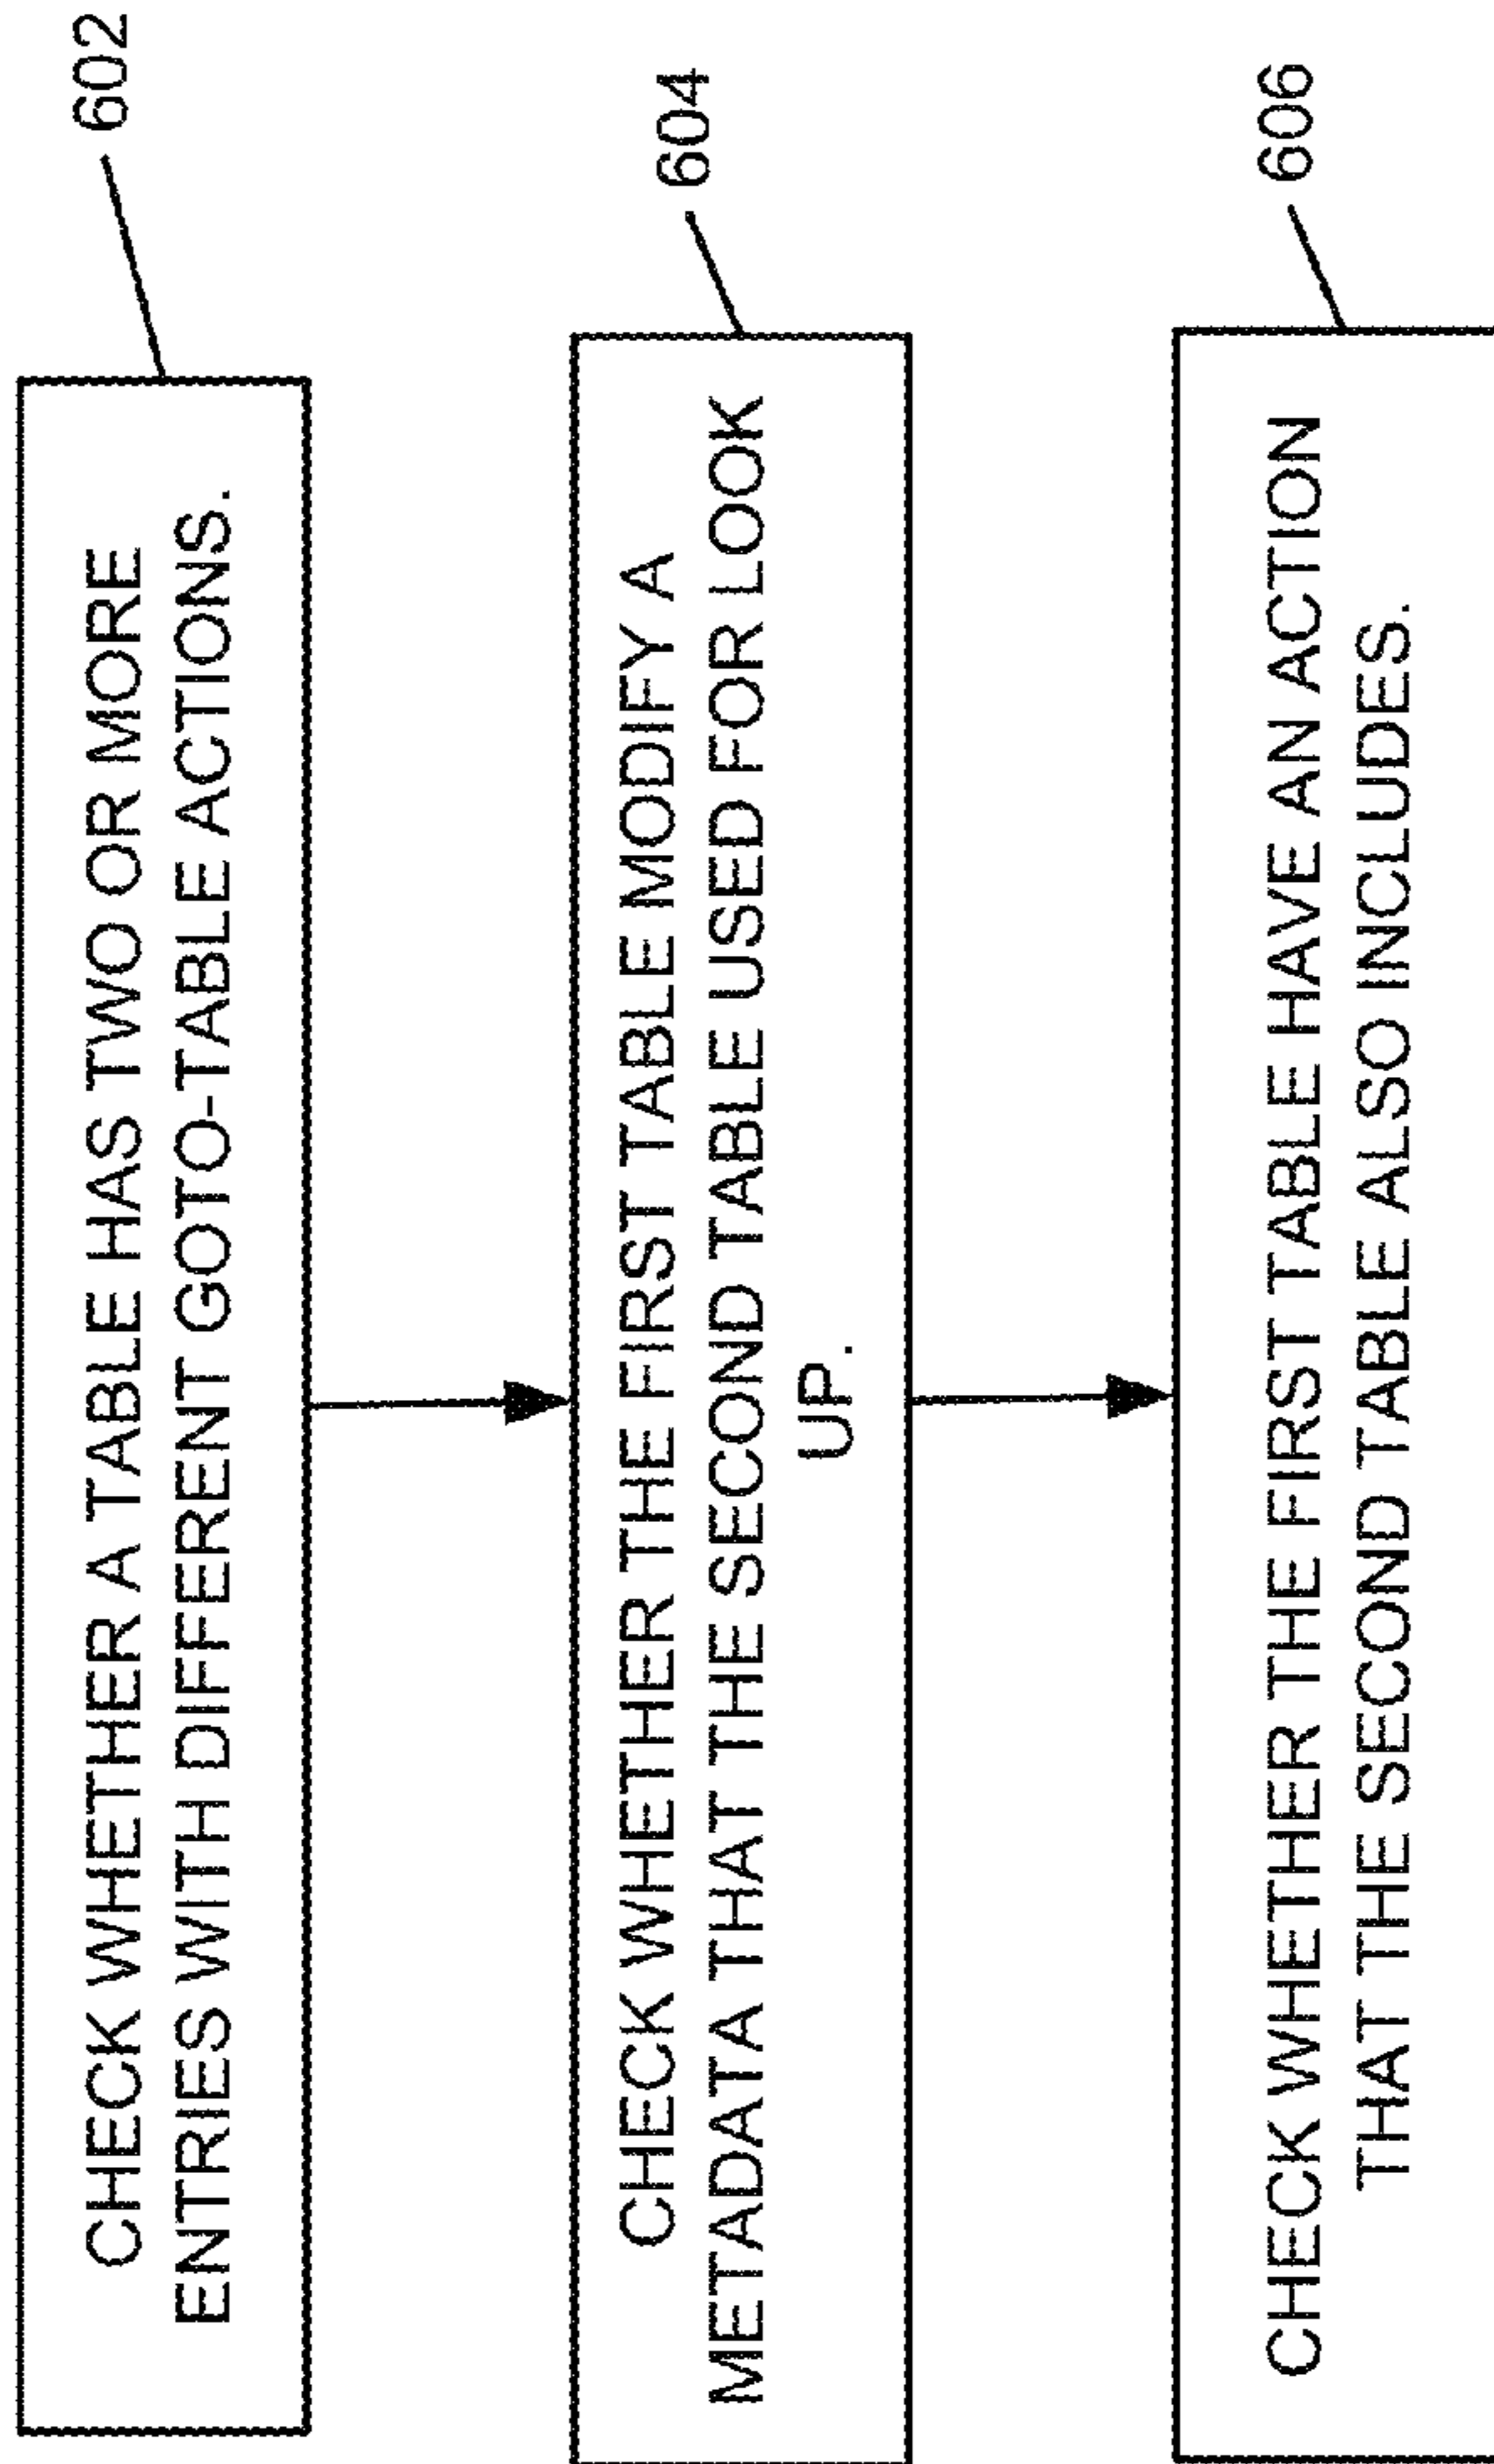 602
CHECK WHETHER A TABLE HAS TWO OR MORE
ENTRIES WITH DIFFERENT GOTO-TABLE ACTIONS.
604
CHECK WHETHER THE FIRST TABLE MODIFY A
METADATA THAT THE SECOND TABLE USED FOR LOOK
UP.
606
CHECK WHETHER THE FIRST TABLE HAVE AN ACTION
THAT THE SECOND TABLE ALSO INCLUDES.